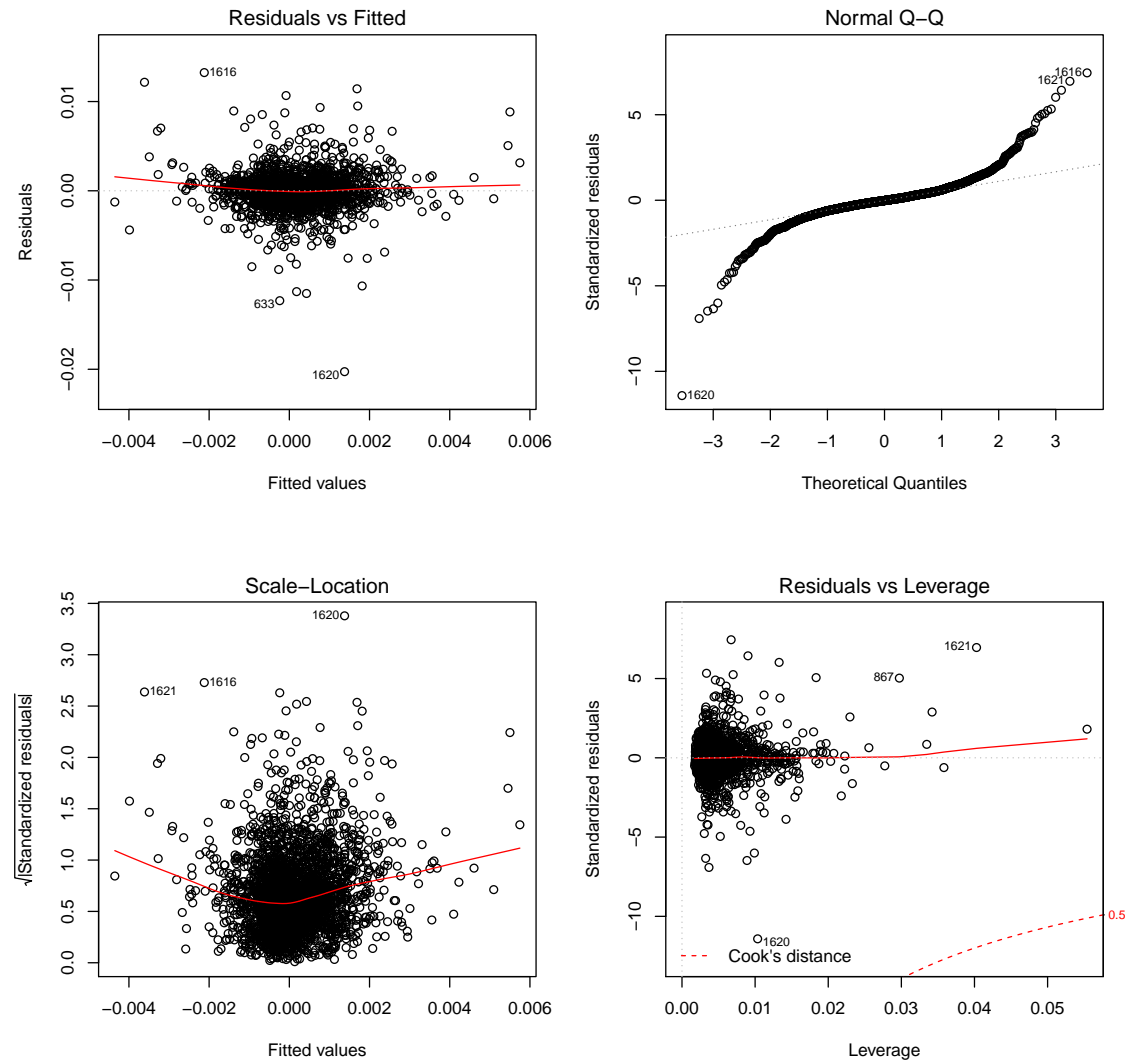 Residuals vs Fitted
Residuals
0.01
0.00
−0.01
−0.02
1616
633
1620
−0.004 −0.002 0.000 0.002 0.004 0.006
Fitted values
Normal Q−Q
Standardized residuals
5
0
−5
−10
1616
1621
1620
−3 −2 −1 0 1 2 3
Theoretical Quantiles
Scale−Location
√|Standardized residuals|
3.5
3.0
2.5
2.0
1.5
1.0
0.5
0.0
1620
1621
1616
−0.004 −0.002 0.000 0.002 0.004 0.006
Fitted values
Residuals vs Leverage
Standardized residuals
5
0
−5
−10
1621
867
1620
0.5
Cook's distance
0.00 0.01 0.02 0.03 0.04 0.05
Leverage